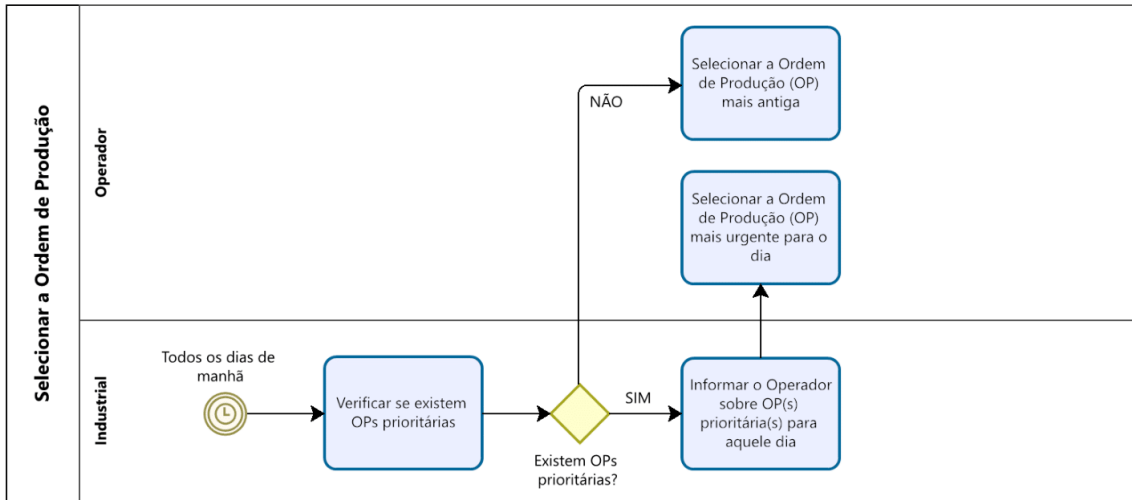 Selecionar a Ordem de Produção
Operador
Selecionar a Ordem
de Produção (OP)
mais antiga
NÃO
Selecionar a Ordem
de Produção (OP)
mais urgente para o
dia
Industrial
Todos os dias de
manhã
Verificar se existem
OPs prioritárias
Existem OPs
prioritárias?
SIM
Informar o Operador
sobre OP(s)
prioritária(s) para
aquele dia